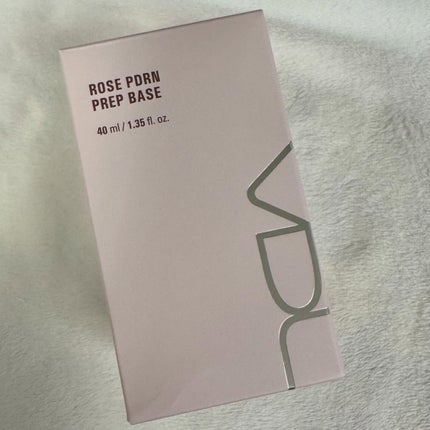 ROSE PDRN
PREP BASE
40 ml / 1.35 fl. oz.
VDL